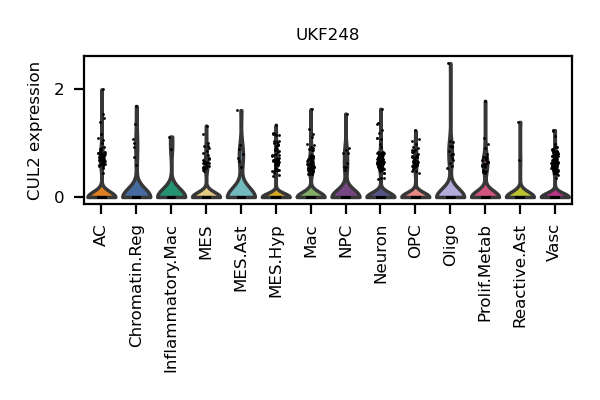 UKF248
CUL2 expression
2
0
AC
Chromatin.Reg
Inflammatory.Mac
MES
MES.Ast
MES.Hyp
Mac
NPC
Neuron
OPC
Oligo
Prolif.Metab
Reactive.Ast
Vasc